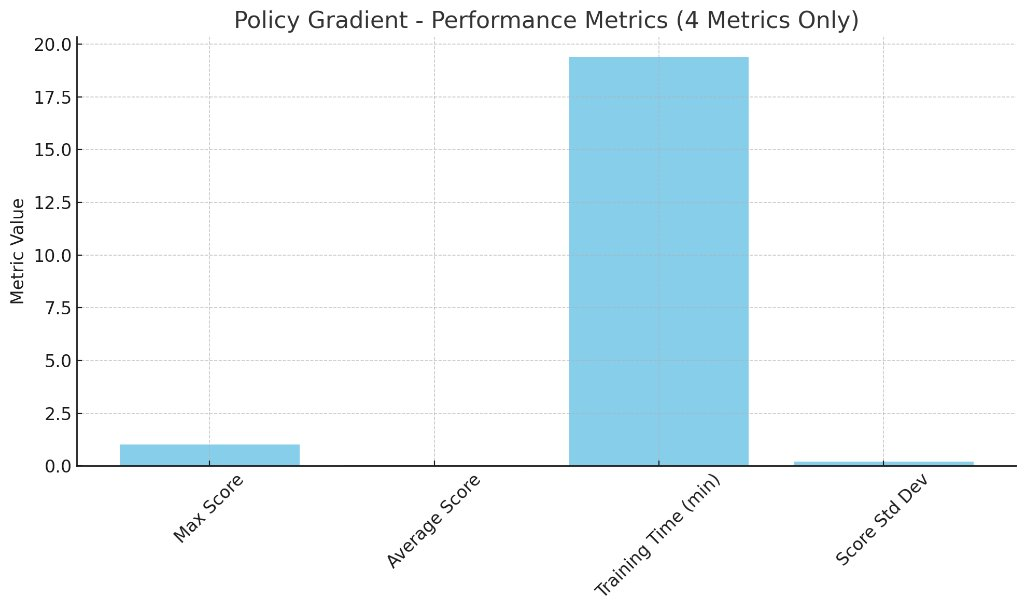 Policy Gradient - Performance Metrics (4 Metrics Only)
Metric Value
20.0
17.5
15.0
12.5
10.0
7.5
5.0
2.5
0.0
Max Score
Average Score
Training Time (min)
Score Std Dev